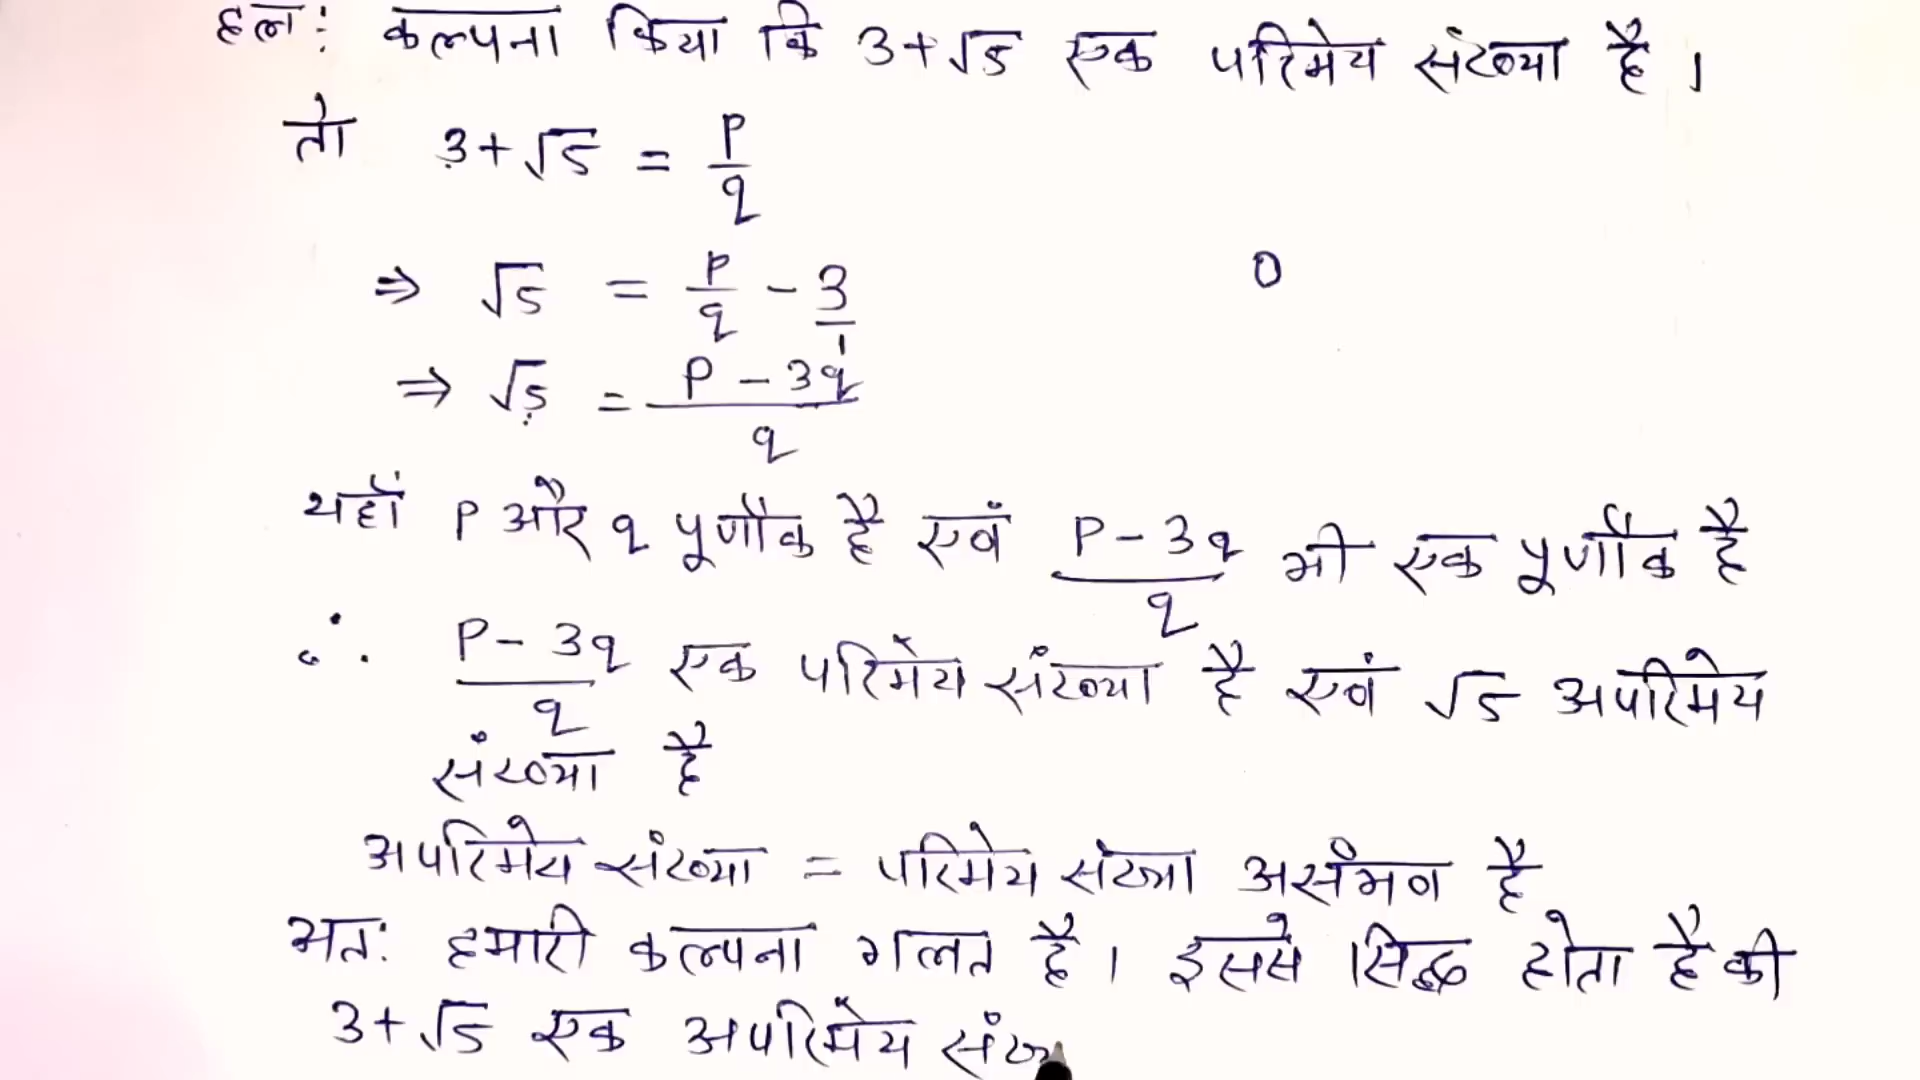 हल: कल्पना किया कि 3+√5 एक परिमेय संख्या है ।
तो 3+√5 = p/q
⇒ √5 = p/q - 3/1
0
⇒ √5 = (p - 3q)/q
यहाँ p और q पूर्णांक है एवं (p - 3q)/q भी एक पूर्णांक है
∴ (p - 3q)/q एक परिमेय संख्या है एवं √5 अपरिमेय
संख्या है
अपरिमेय संख्या = परिमेय संख्या असंभव है
अत: हमारी कल्पना गलत है । इससे सिद्ध होता है की
3+√5 एक अपरिमेय